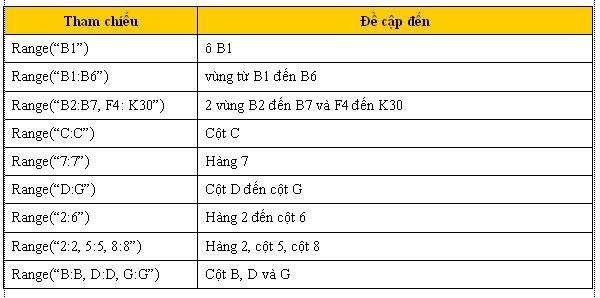 Tham chiếu Đề cập đến
Range(“B1”) ô B1
Range(“B1:B6”) vùng từ B1 đến B6
Range(“B2:B7, F4: K30”) 2 vùng B2 đến B7 và F4 đến K30
Range(“C:C”) Cột C
Range(“7:7”) Hàng 7
Range(“D:G”) Cột D đến cột G
Range(“2:6”) Hàng 2 đến cột 6
Range(“2:2, 5:5, 8:8”) Hàng 2, cột 5, cột 8
Range(“B:B, D:D, G:G”) Cột B, D và G